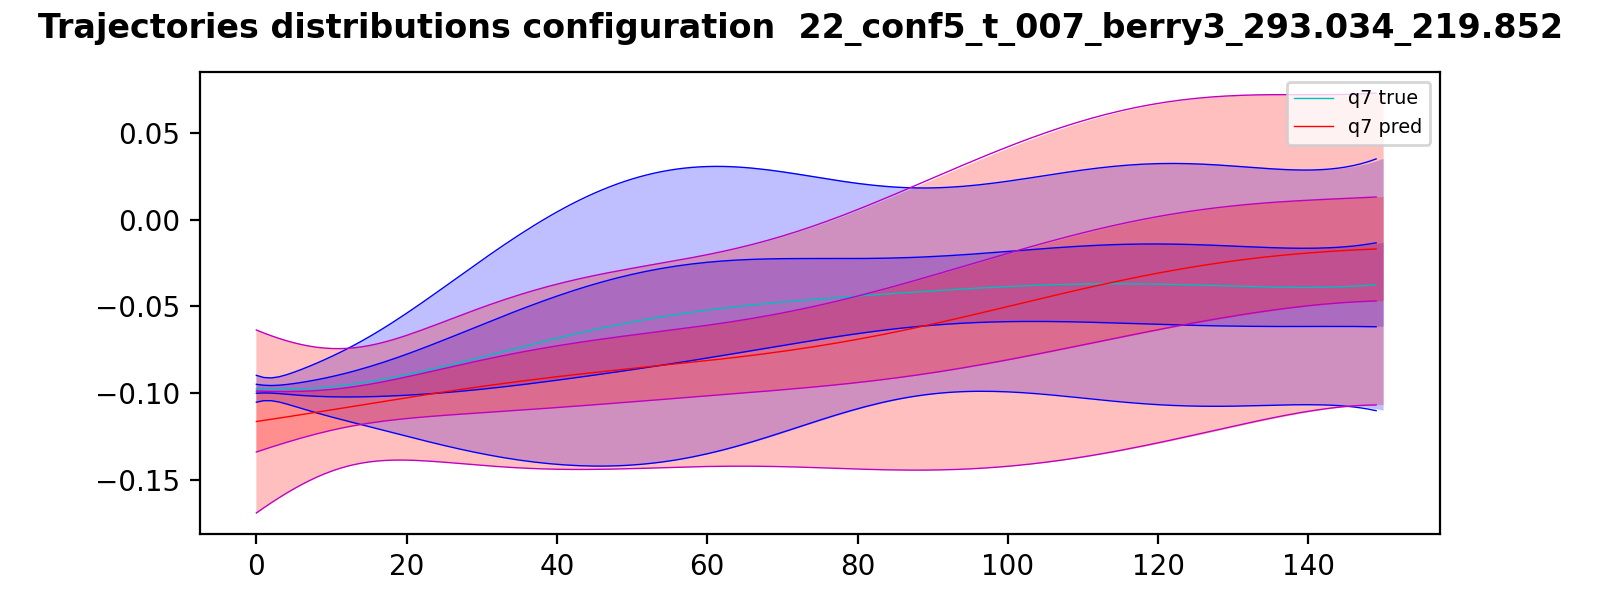 Trajectories distributions configuration  22_conf5_t_007_berry3_293.034_219.852
q7 true
q7 pred
0.05
0.00
−0.05
−0.10
−0.15
0 20 40 60 80 100 120 140